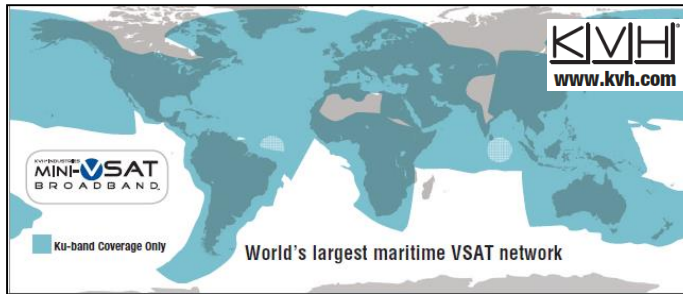 KVH®
www.kvh.com
KVH INDUSTRIES
MINI-VSAT
BROADBAND
Ku-band Coverage Only
World's largest maritime VSAT network